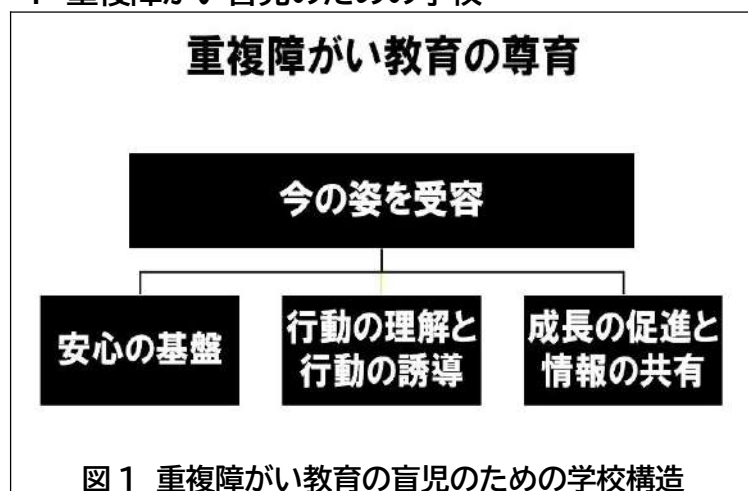 重複障がい教育の尊育
今の姿を受容
安心の基盤
行動の理解と
行動の誘導
成長の促進と
情報の共有
図1 重複障がい教育の盲児のための学校構造